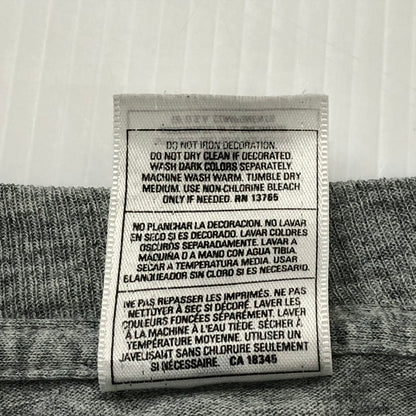 DO NOT IRON DECORATION.
DO NOT DRY CLEAN IF DECORATED.
WASH DARK COLORS SEPARATELY.
MACHINE WASH WARM. TUMBLE DRY
MEDIUM. USE NON-CHLORINE BLEACH
ONLY IF NEEDED. RN 13765
NO PLANCHAR LA DECORACION. NO LAVAR
EN SECO SI ES DECORADO. LAVAR COLORES
OSCUROS SEPARADAMENTE. LAVAR A
MAQUINA O A MANO CON AGUA TIBIA.
SECAR A TEMPERATURA MEDIA. USAR
BLANQUEADOR SIN CLORO SI ES NECESARIO.
NE PAS REPASSER LES IMPRIMÉS. NE PAS
NETTOYER À SEC SI DÉCORÉ. LAVER LES
COULEURS FONCÉES SÉPARÉMENT. LAVER
À LA MACHINE À L'EAU TIÈDE. SÉCHER À
TEMPÉRATURE MOYENNE. UTILISER UN
JAVELISANT SANS CHLORURE SEULEMENT
SI NÉCESSAIRE. CA 18345